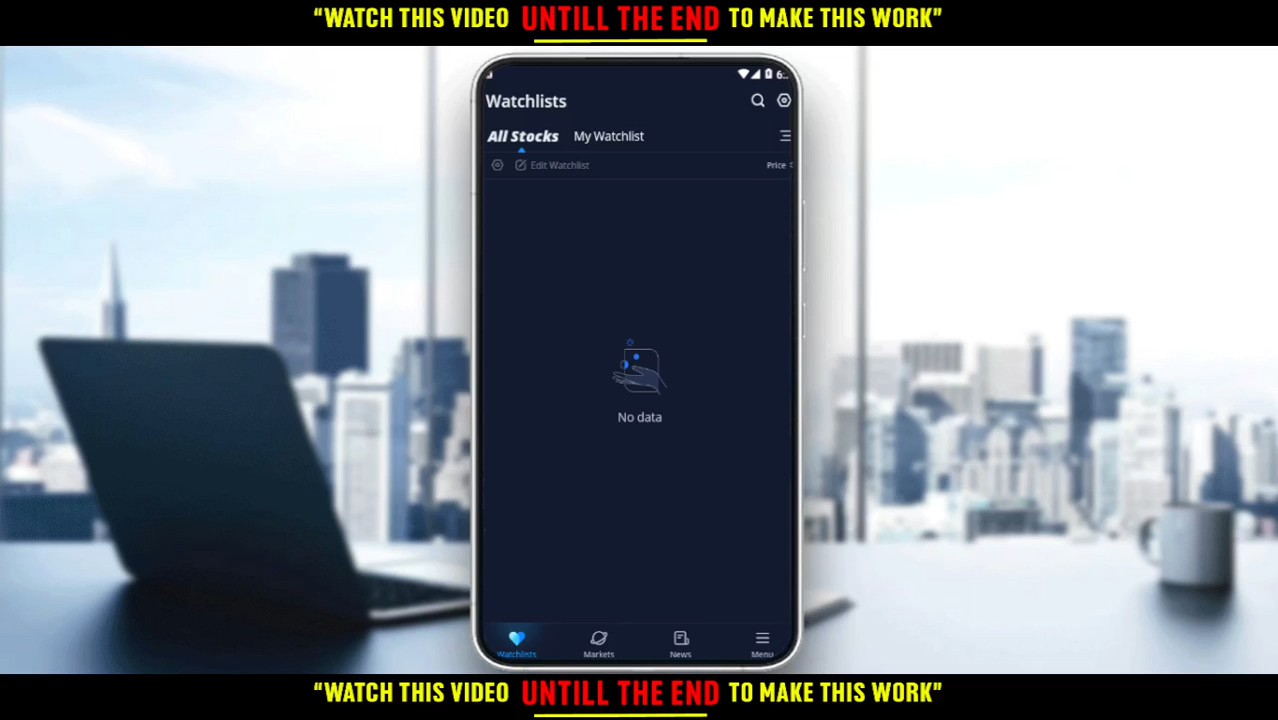 “WATCH THIS VIDEO UNTILL THE END TO MAKE THIS WORK”
6:
Watchlists
All Stocks My Watchlist
Edit Watchlist Price
No data
Watchlists Markets News Menu
“WATCH THIS VIDEO UNTILL THE END TO MAKE THIS WORK”